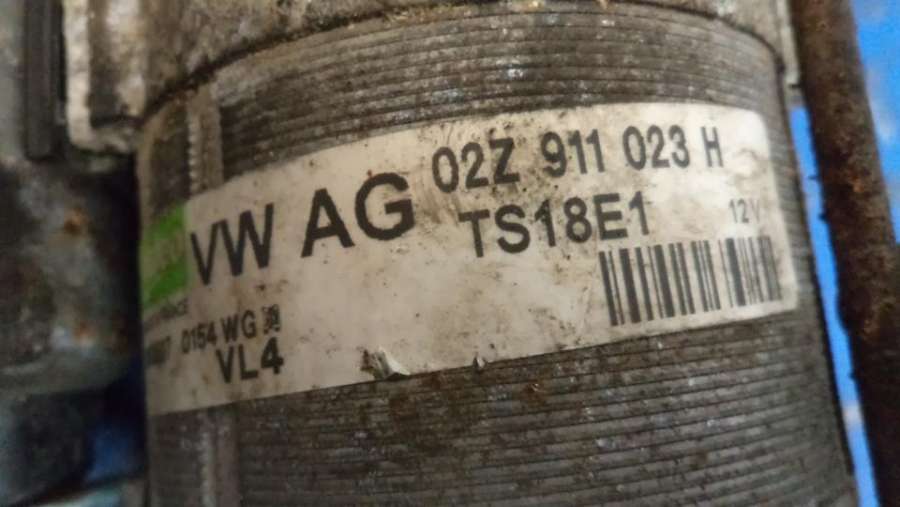 VW AG
02Z 911 023 H
TS18E1
12V
0154 WG
VL4